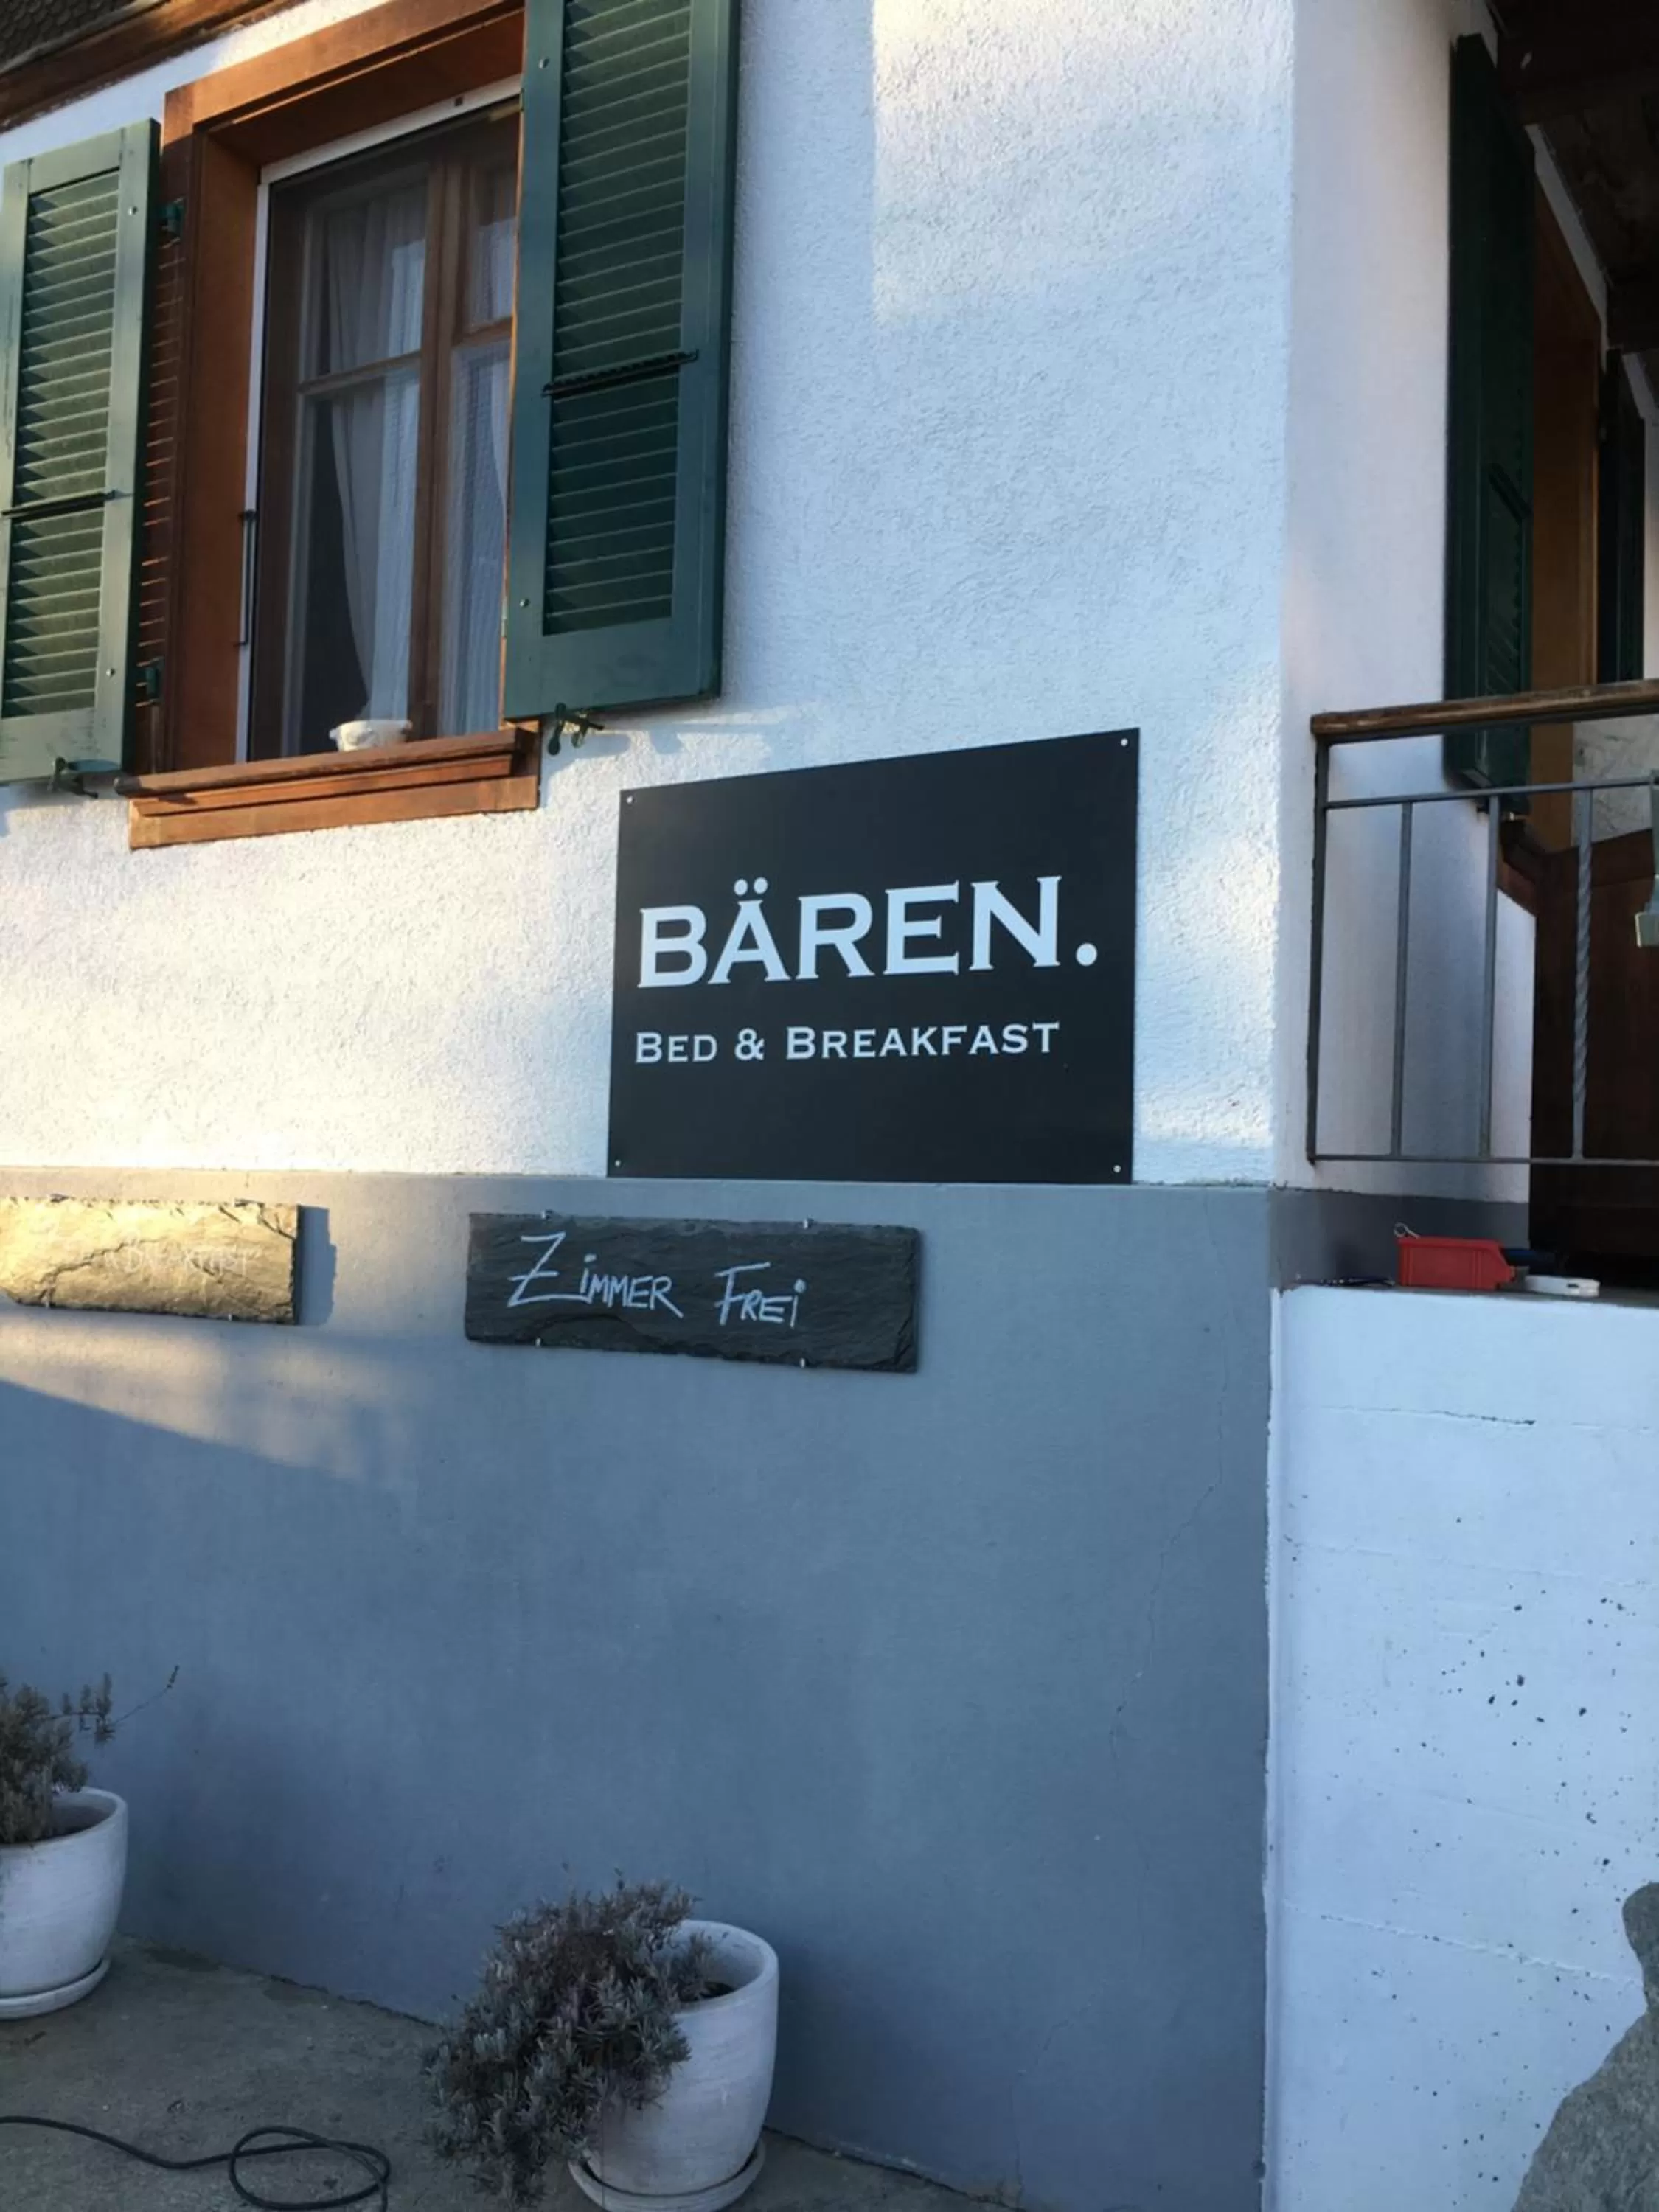 BÄREN.
BED & BREAKFAST
ZIMMER FREI